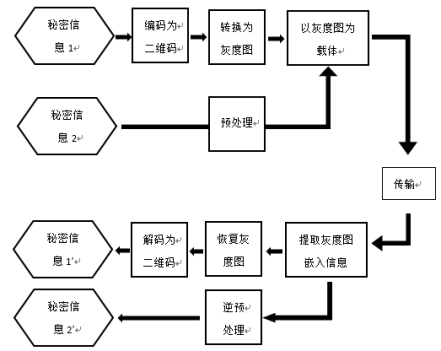 秘密信
息 1
编码为
二维码
转换为
灰度图
以灰度图为
载体
秘密信
息 2
预处理
传输
秘密信
息 1′
解码为
二维码
恢复灰
度图
提取灰度图
嵌入信息
秘密信
息 2′
逆预
处理